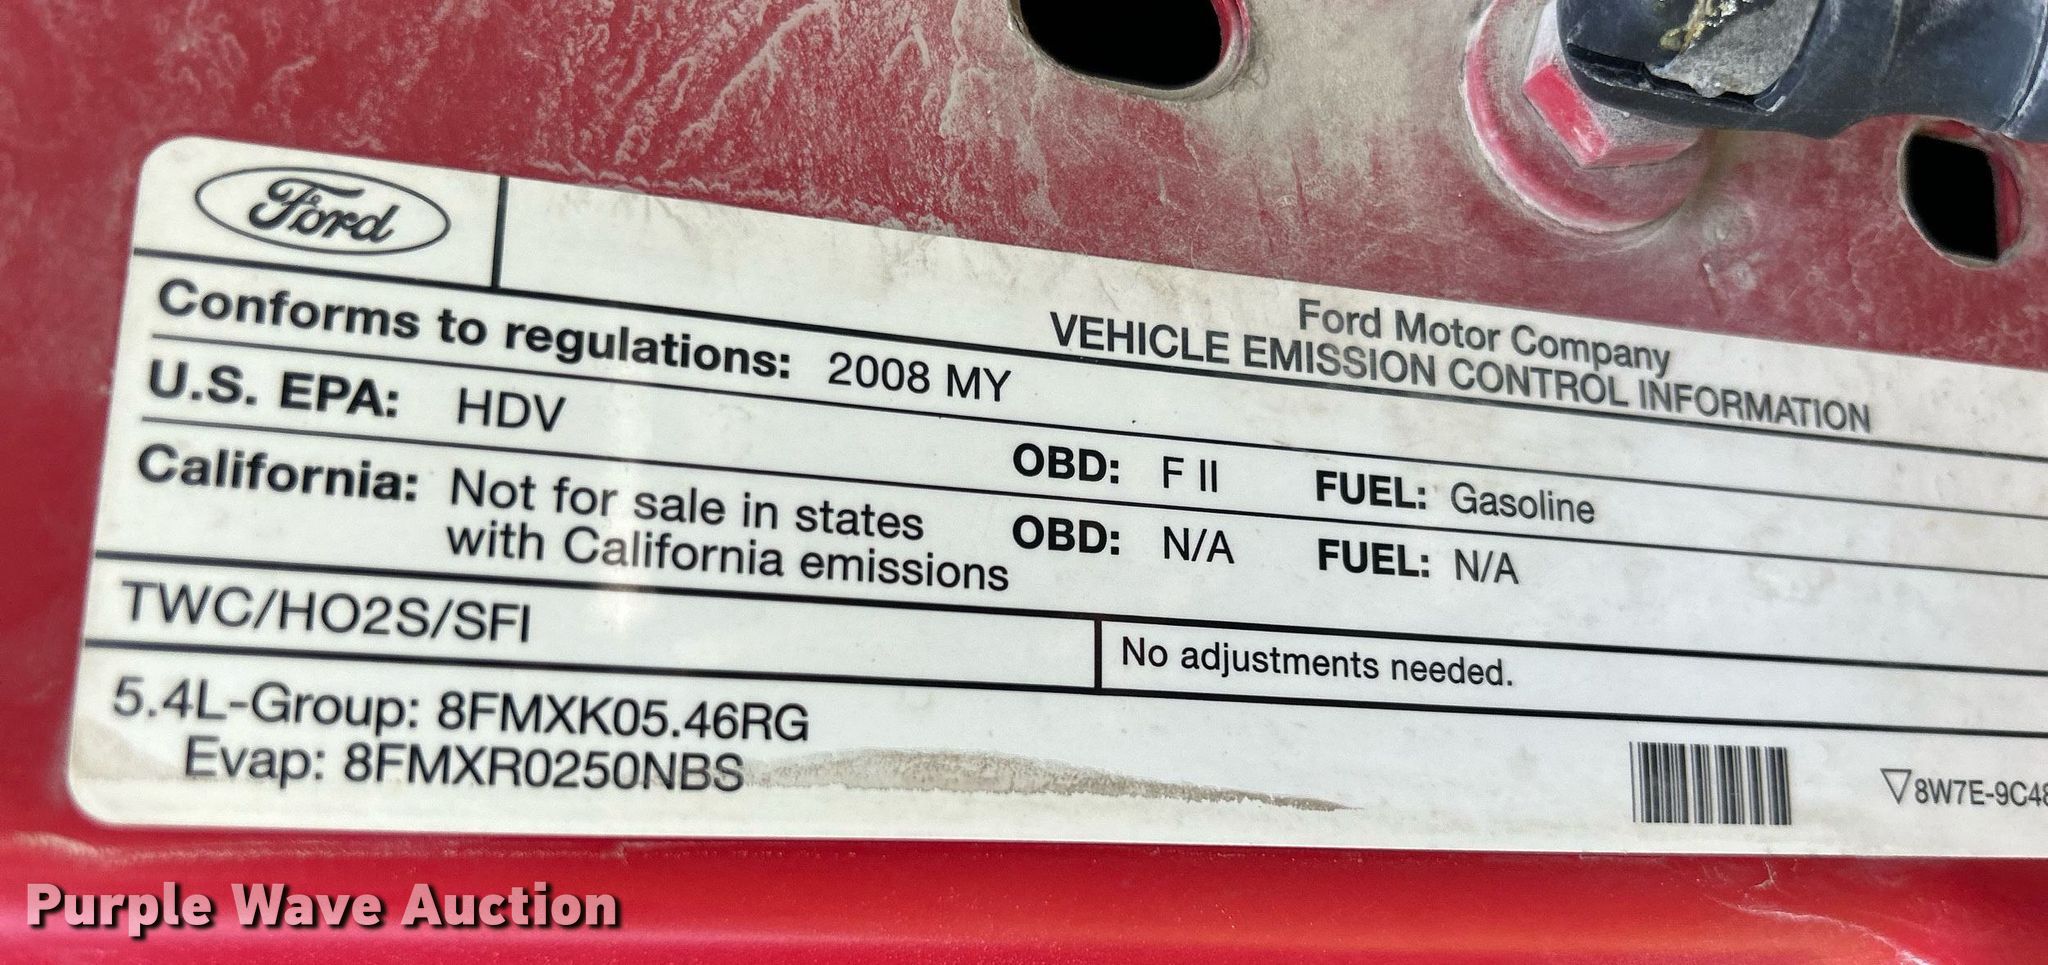 Ford
Ford Motor Company
VEHICLE EMISSION CONTROL INFORMATION
Conforms to regulations: 2008 MY
U.S. EPA: HDV OBD: F II FUEL: Gasoline
California: Not for sale in states
with California emissions OBD: N/A FUEL: N/A
TWC/HO2S/SFI
No adjustments needed.
5.4L-Group: 8FMXK05.46RG
Evap: 8FMXR0250NBS
▽8W7E-9C48
Purple Wave Auction